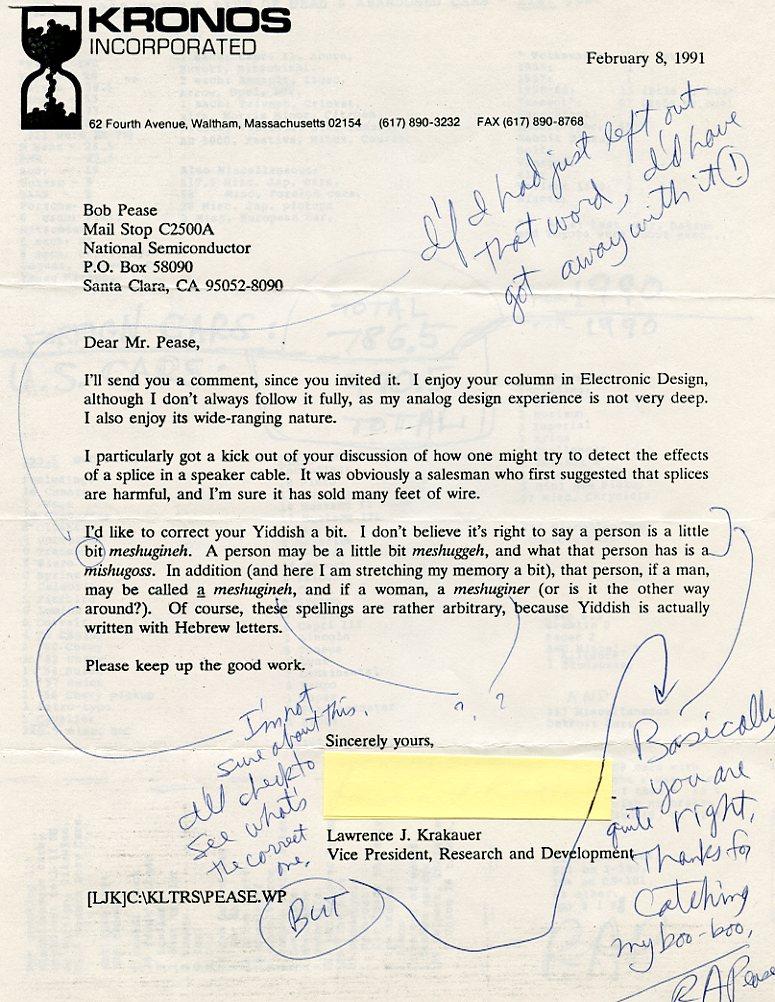 KRONOS
INCORPORATED
February 8, 1991
62 Fourth Avenue, Waltham, Massachusetts 02154 (617) 890-3232 FAX (617) 890-8768
If I had just left out
that word, I'd have
got away with it!
Bob Pease
Mail Stop C2500A
National Semiconductor
P.O. Box 58090
Santa Clara, CA 95052-8090
Dear Mr. Pease,
I'll send you a comment, since you invited it. I enjoy your column in Electronic Design,
although I don't always follow it fully, as my analog design experience is not very deep.
I also enjoy its wide-ranging nature.
I particularly got a kick out of your discussion of how one might try to detect the effects
of a splice in a speaker cable. It was obviously a salesman who first suggested that splices
are harmful, and I'm sure it has sold many feet of wire.
I'd like to correct your Yiddish a bit. I don't believe it's right to say a person is a little
bit meshugineh. A person may be a little bit meshuggeh, and what that person has is a
mishugoss. In addition (and here I am stretching my memory a bit), that person, if a man,
may be called a meshugineh, and if a woman, a meshuginer (or is it the other way
around?). Of course, these spellings are rather arbitrary, because Yiddish is actually
written with Hebrew letters.
Please keep up the good work.
? ?
I'm not
sure about this.
I'll check to
see what's
the correct
one.
BUT
Sincerely yours,
Lawrence J. Krakauer
Vice President, Research and Development
[LJK]C:\KLTRS\PEASE.WP
Basically
you are
quite right,
Thanks for
Catching
my boo-boo,
RAPease
TOTAL
786.5
TOTAL
1990
1990
U.S. CARS